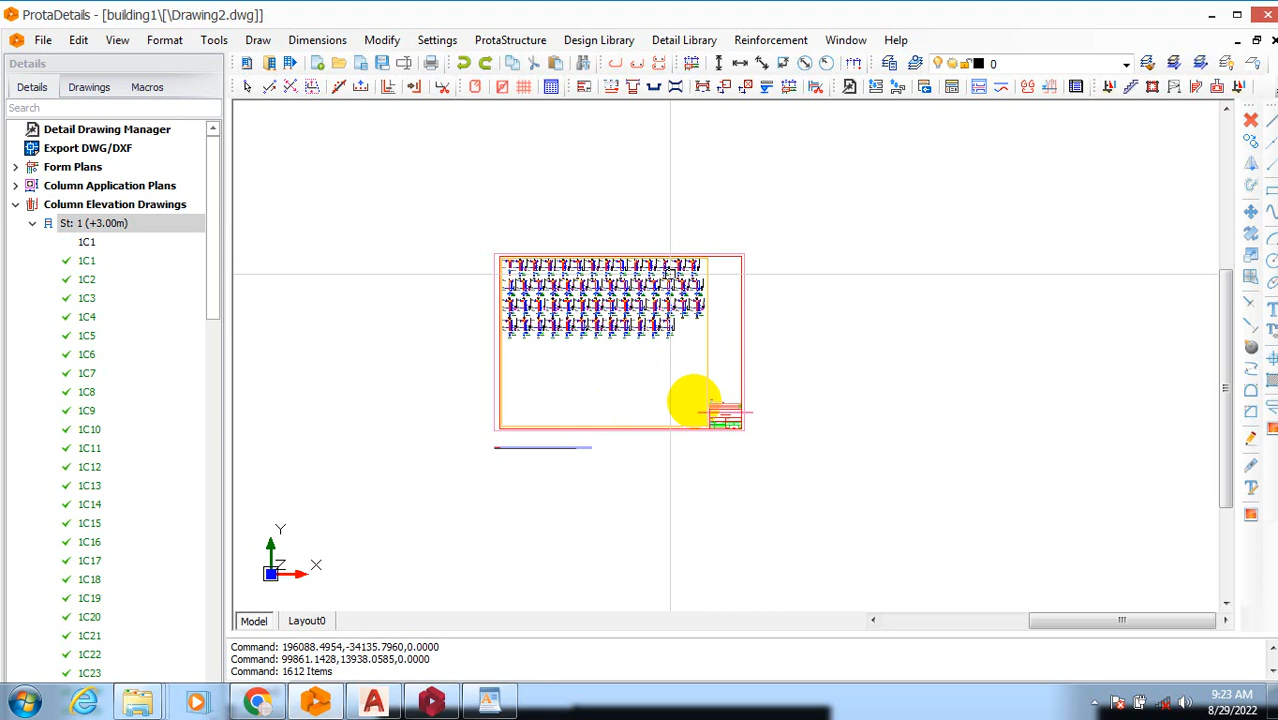 ProtaDetails - [building1\[\Drawing2.dwg]]
File Edit View Format Tools Draw Dimensions Modify Settings ProtaStructure Design Library Detail Library Reinforcement Window Help
Details
0
Details Drawings Macros
Search
Detail Drawing Manager
Export DWG/DXF
Form Plans
Column Application Plans
Column Elevation Drawings
St: 1 (+3.00m)
1C1
1C1
1C2
1C3
1C4
1C5
1C6
1C7
1C8
1C9
1C10
1C11
1C12
1C13
1C14
1C15
1C16
1C17
1C18
1C19
1C20
1C21
1C22
1C23
Y
Z X
Model Layout0
Command: 196088.4954,-34135.7960,0.0000
Command: 99861.1428,13938.0585,0.0000
Command: 1612 Items
9:23 AM
8/29/2022